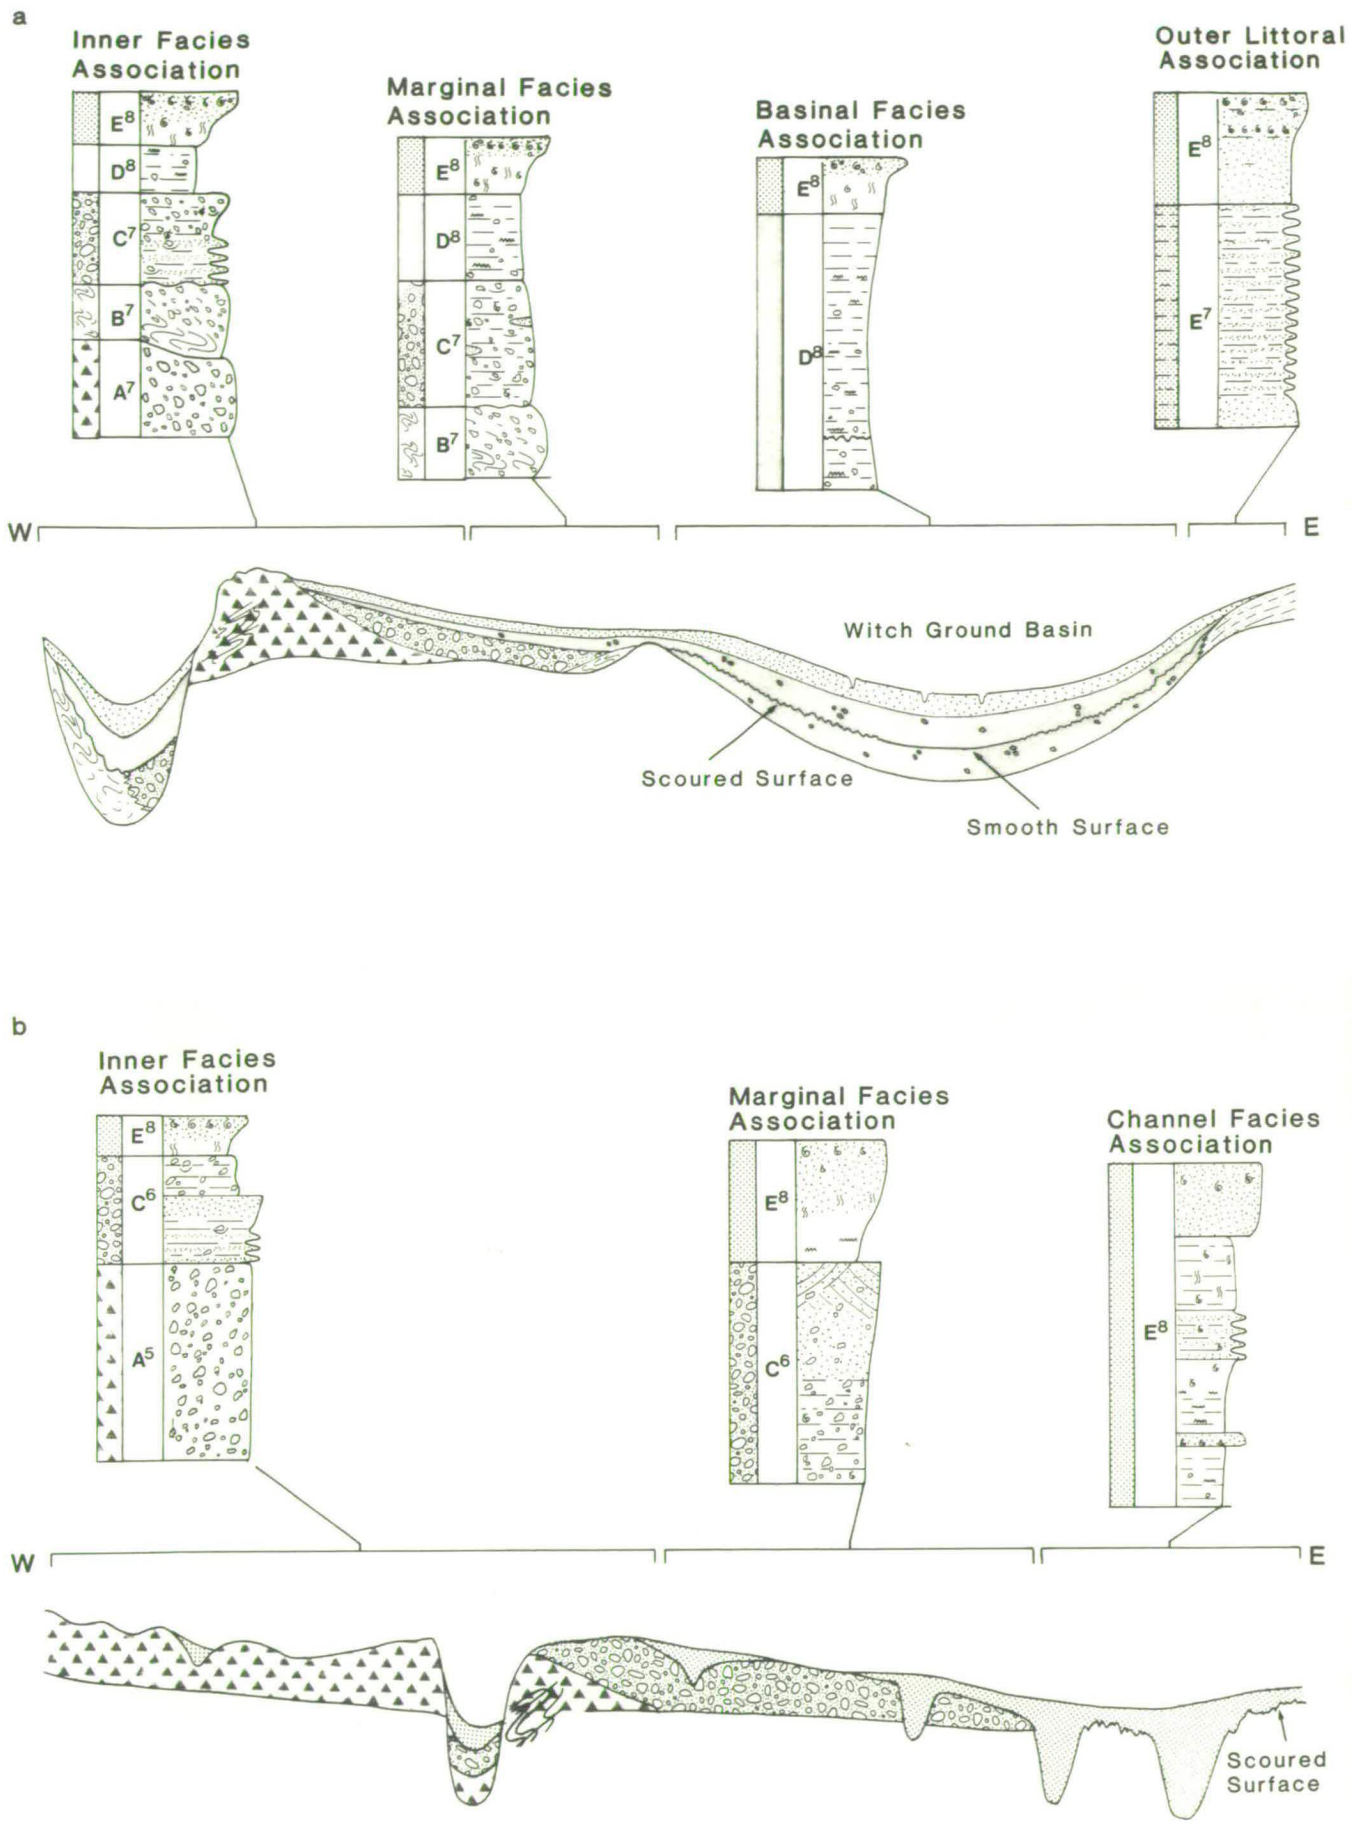 a
Inner Facies
Association
E8
D8
C7
B7
A7
Marginal Facies
Association
E8
D8
C7
B7
Basinal Facies
Association
E8
D8
Outer Littoral
Association
E8
E7
W
E
Witch Ground Basin
Scoured Surface
Smooth Surface
b
Inner Facies
Association
E8
C6
A5
Marginal Facies
Association
E8
C6
Channel Facies
Association
E8
W
E
Scoured
Surface